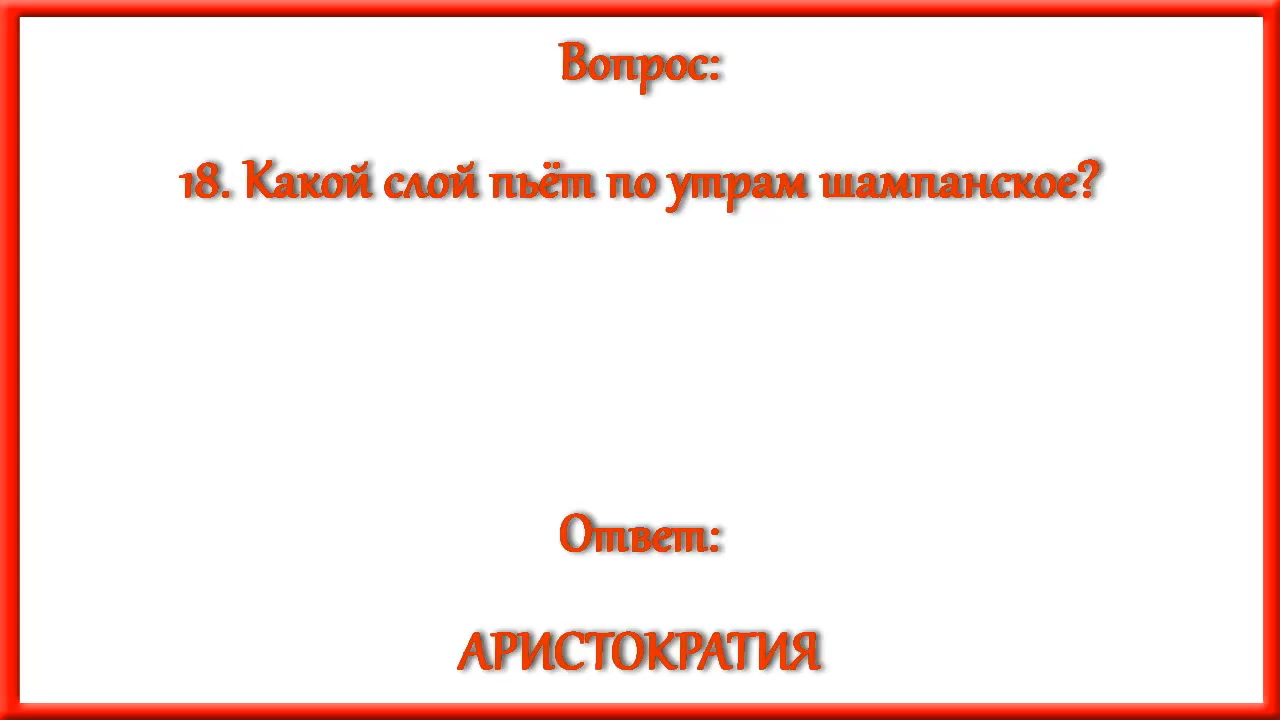 Вопрос:
18. Какой слой пьёт по утрам шампанское?
Ответ:
АРИСТОКРАТИЯ